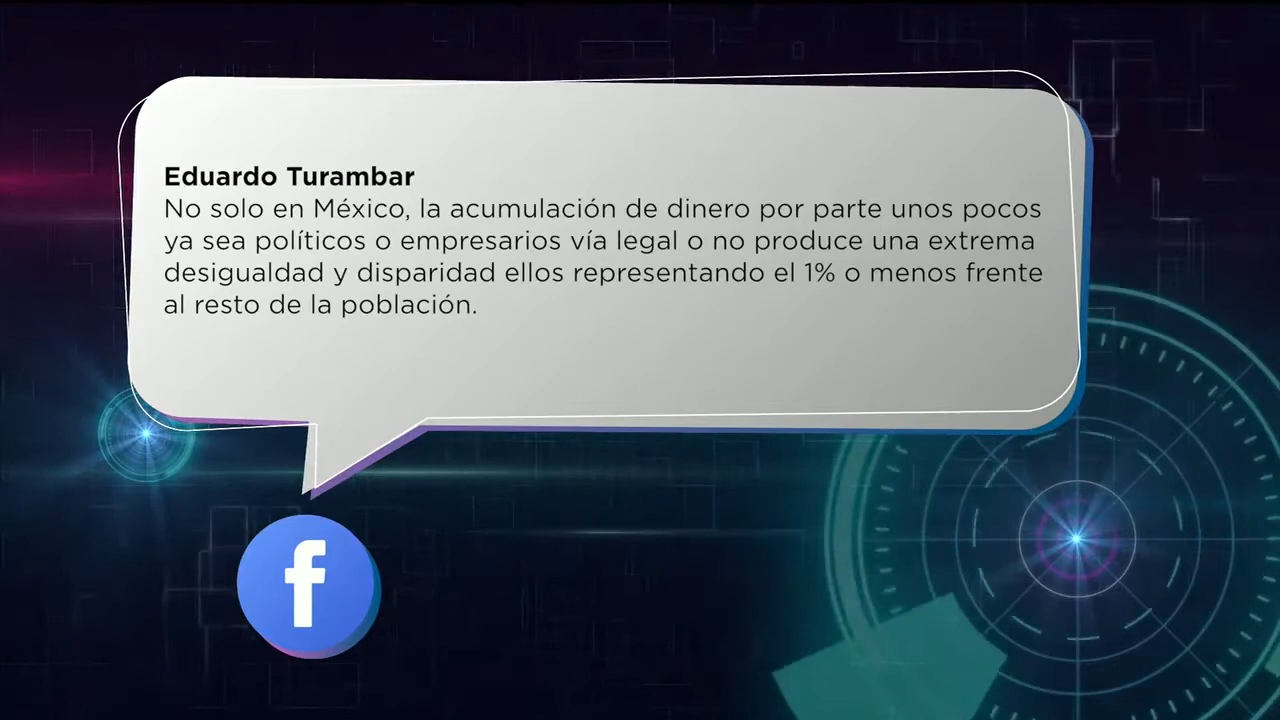 Eduardo Turambar
No solo en México, la acumulación de dinero por parte unos pocos
ya sea políticos o empresarios vía legal o no produce una extrema
desigualdad y disparidad ellos representando el 1% o menos frente
al resto de la población.
f